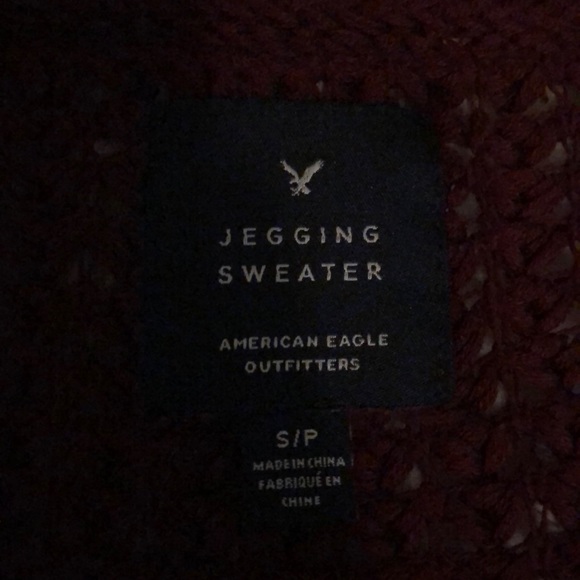 JEGGING
SWEATER
AMERICAN EAGLE
OUTFITTERS
S/P
MADE IN CHINA
FABRIQUÉ EN
CHINE